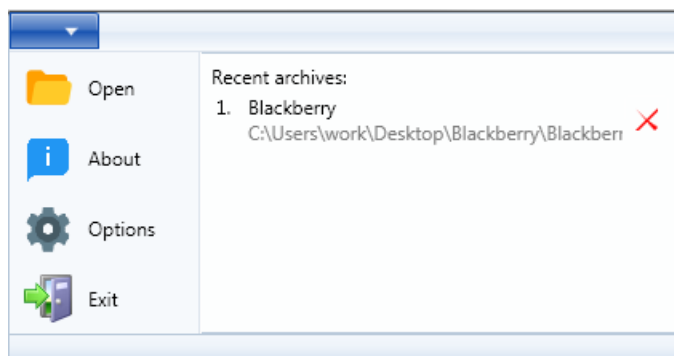 Open
About
Options
Exit
Recent archives:
1. Blackberry
C:\Users\work\Desktop\Blackberry\Blackberr